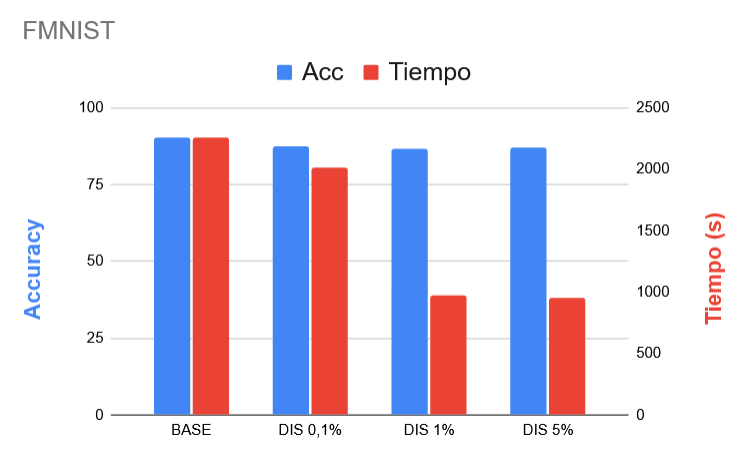 FMNIST
Acc Tiempo
100 2500
2000
75
1500
50
1000
25
500
0 0
Accuracy
Tiempo (s)
BASE DIS 0,1% DIS 1% DIS 5%